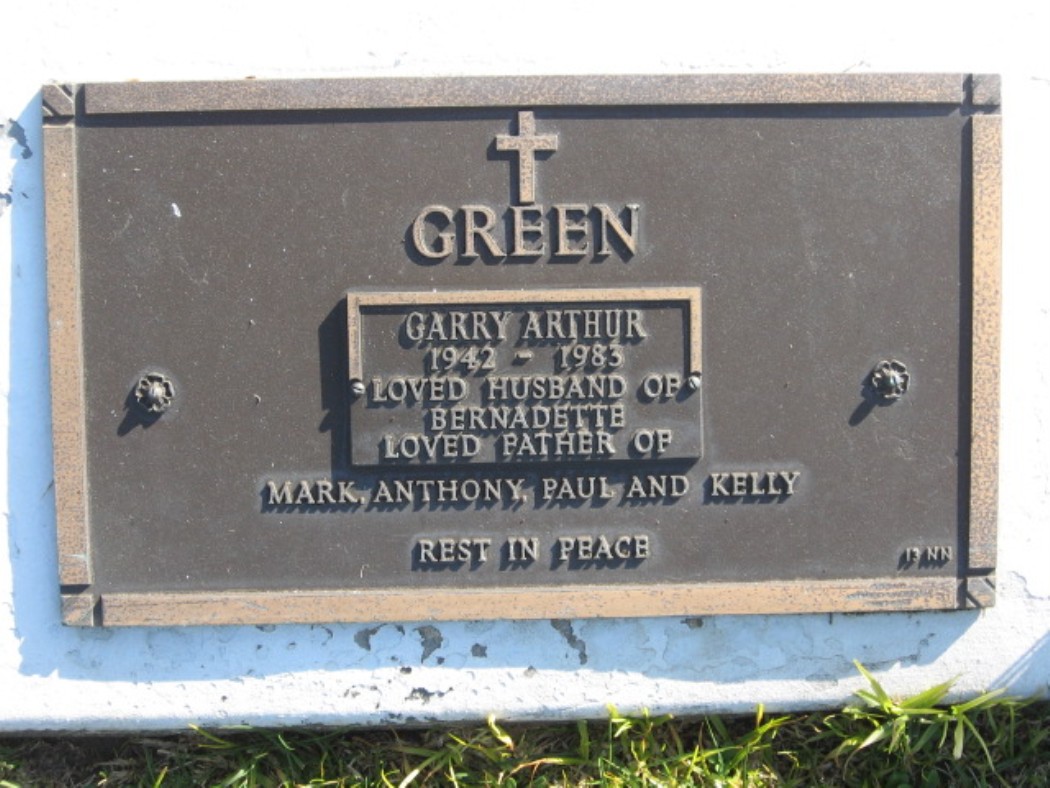 GREEN
GARRY ARTHUR
1942 - 1983
LOVED HUSBAND OF
BERNADETTE
LOVED FATHER OF
MARK, ANTHONY, PAUL AND KELLY
REST IN PEACE
13 NN